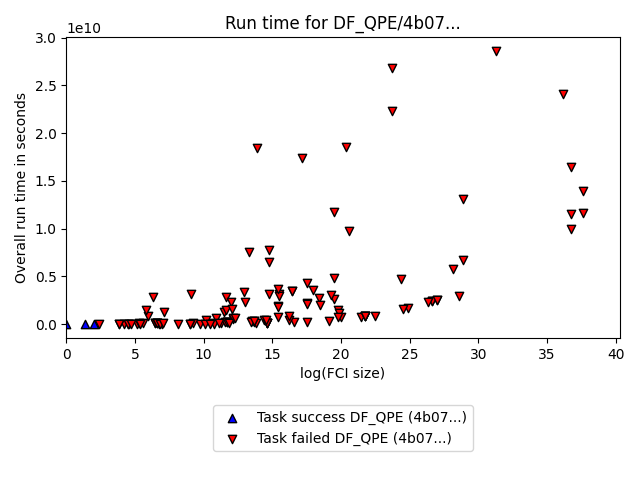 Run time for DF_QPE/4b07...
1e10
3.0
2.5
2.0
1.5
1.0
0.5
0.0
Overall run time in seconds
0 5 10 15 20 25 30 35 40
log(FCI size)
Task success DF_QPE (4b07...)
Task failed DF_QPE (4b07...)